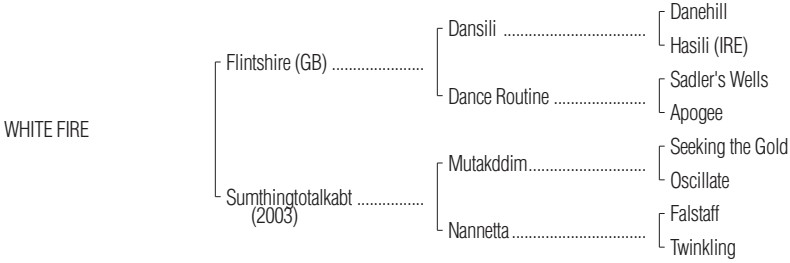 Danehill
Dansili ................................
Hasili (IRE)
Flintshire (GB) .....................
Sadler's Wells
Dance Routine .....................
Apogee
WHITE FIRE
Seeking the Gold
Mutakddim...........................
Oscillate
Sumthingtotalkabt ...............
(2003)
Falstaff
Nannetta...............................
Twinkling